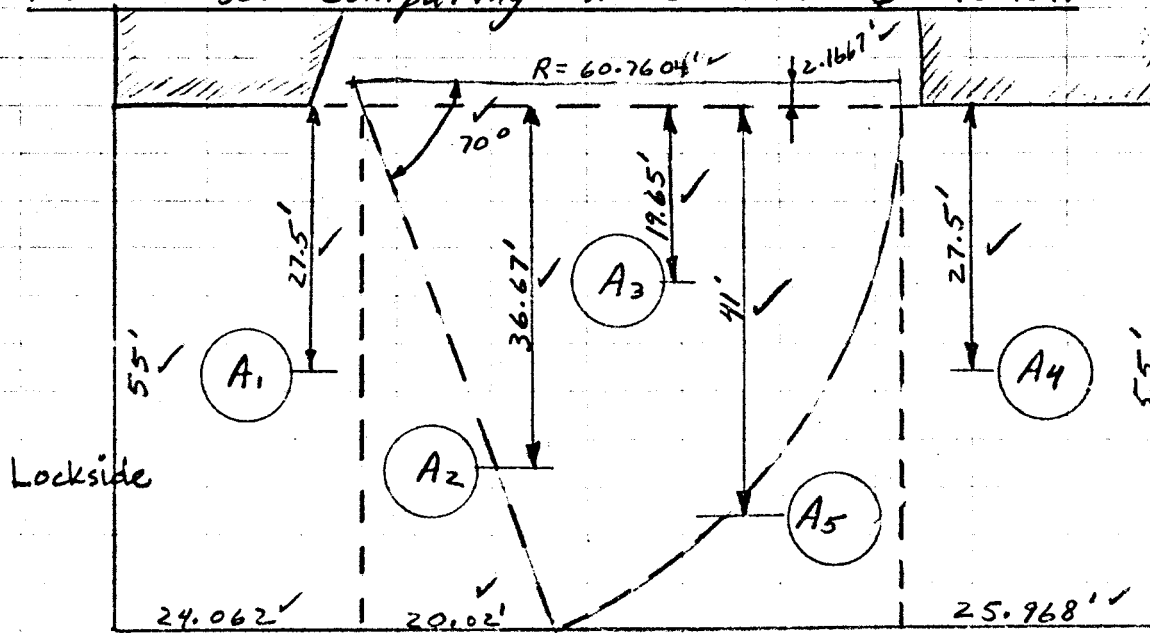 Computing
R= 60.7604' ✓
2.1667' ✓
70° ✓
27.5' ✓
36.67' ✓
19.65' ✓
41' ✓
27.5' ✓
A3
55' ✓
A1
A4
55'
A2
Lockside
A5
24.062 ✓
20.02' ✓
25.968' ✓